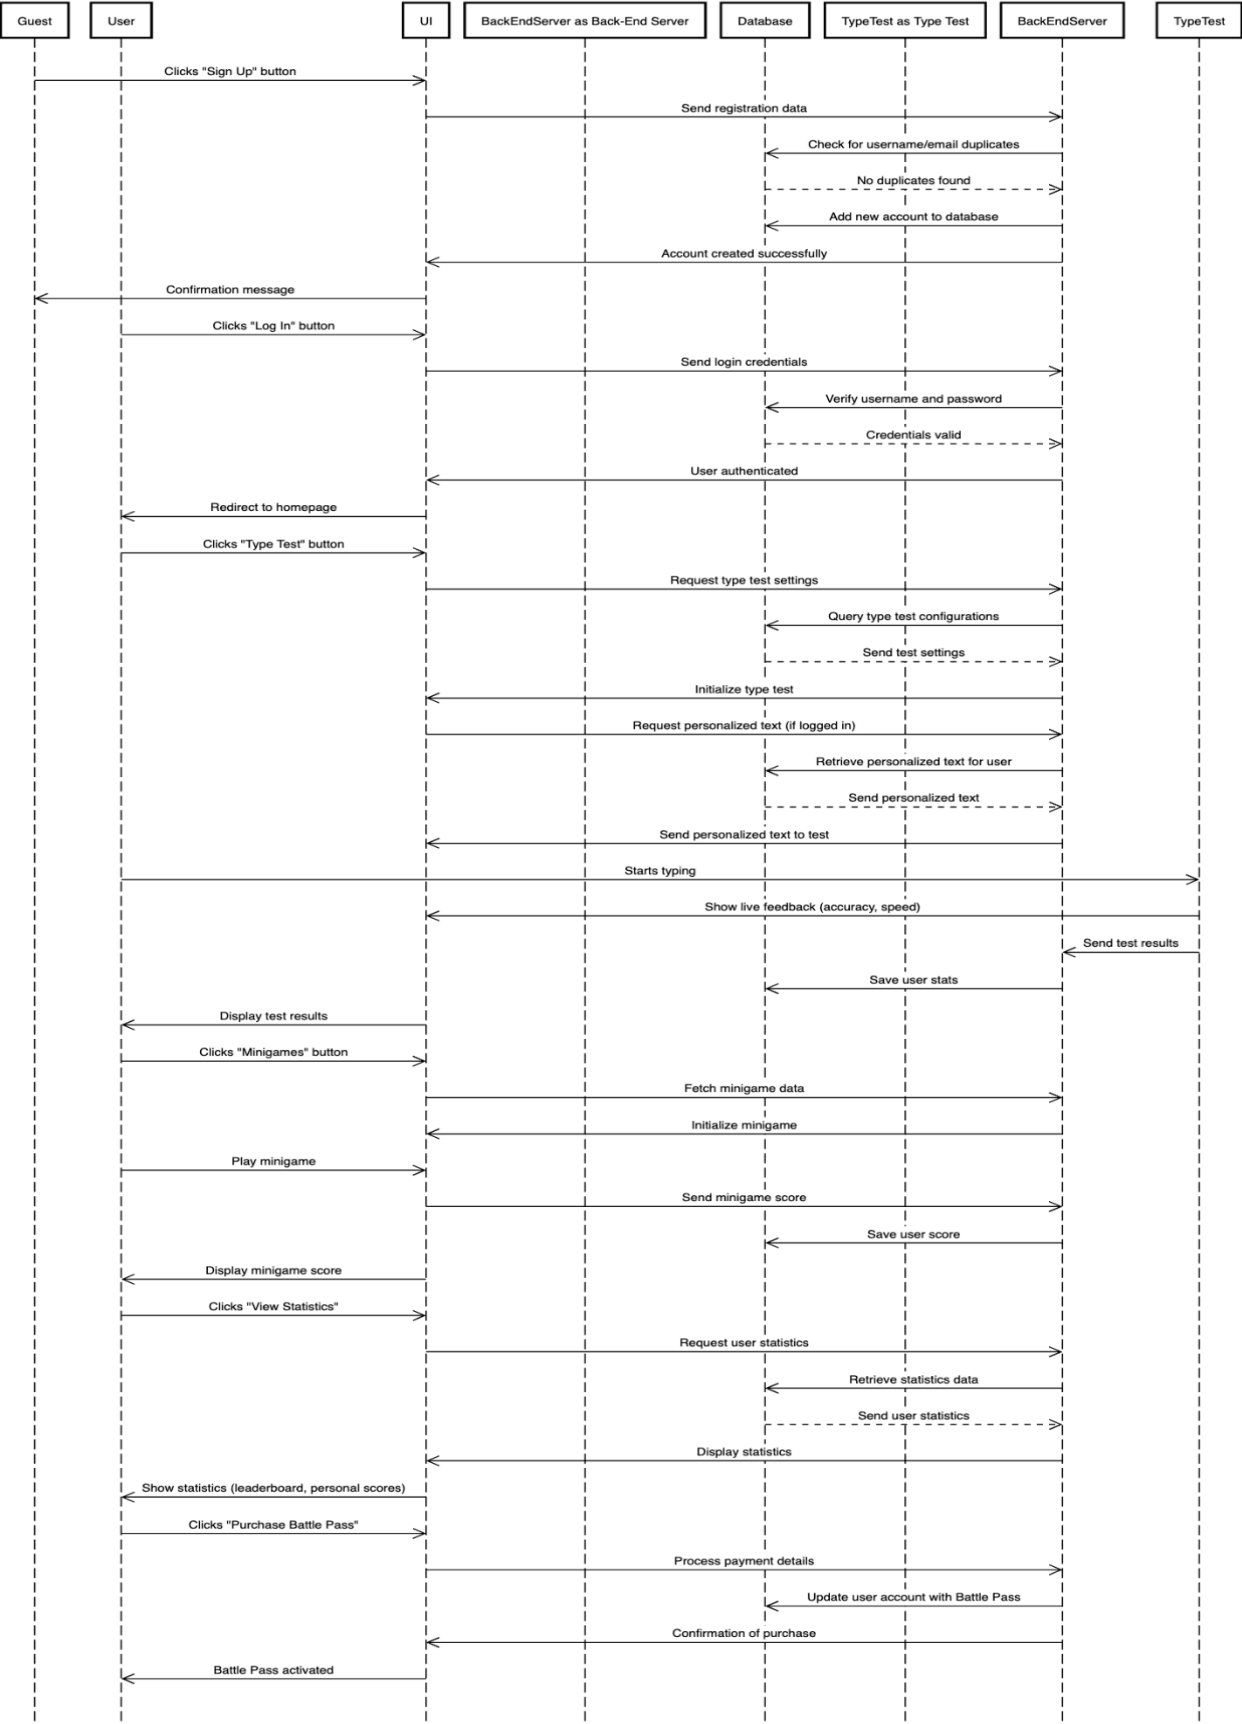 Guest
User
UI
BackEndServer as Back-End Server
Database
TypeTest as Type Test
BackEndServer
TypeTest
Clicks "Sign Up" button
Send registration data
Check for username/email duplicates
No duplicates found
Add new account to database
Account created successfully
Confirmation message
Clicks "Log In" button
Send login credentials
Verify username and password
Credentials valid
User authenticated
Redirect to homepage
Clicks "Type Test" button
Request type test settings
Query type test configurations
Send test settings
Initialize type test
Request personalized text (if logged in)
Retrieve personalized text for user
Send personalized text
Send personalized text to test
Starts typing
Show live feedback (accuracy, speed)
Send test results
Save user stats
Display test results
Clicks "Minigames" button
Fetch minigame data
Initialize minigame
Play minigame
Send minigame score
Save user score
Display minigame score
Clicks "View Statistics"
Request user statistics
Retrieve statistics data
Send user statistics
Display statistics
Show statistics (leaderboard, personal scores)
Clicks "Purchase Battle Pass"
Process payment details
Update user account with Battle Pass
Confirmation of purchase
Battle Pass activated